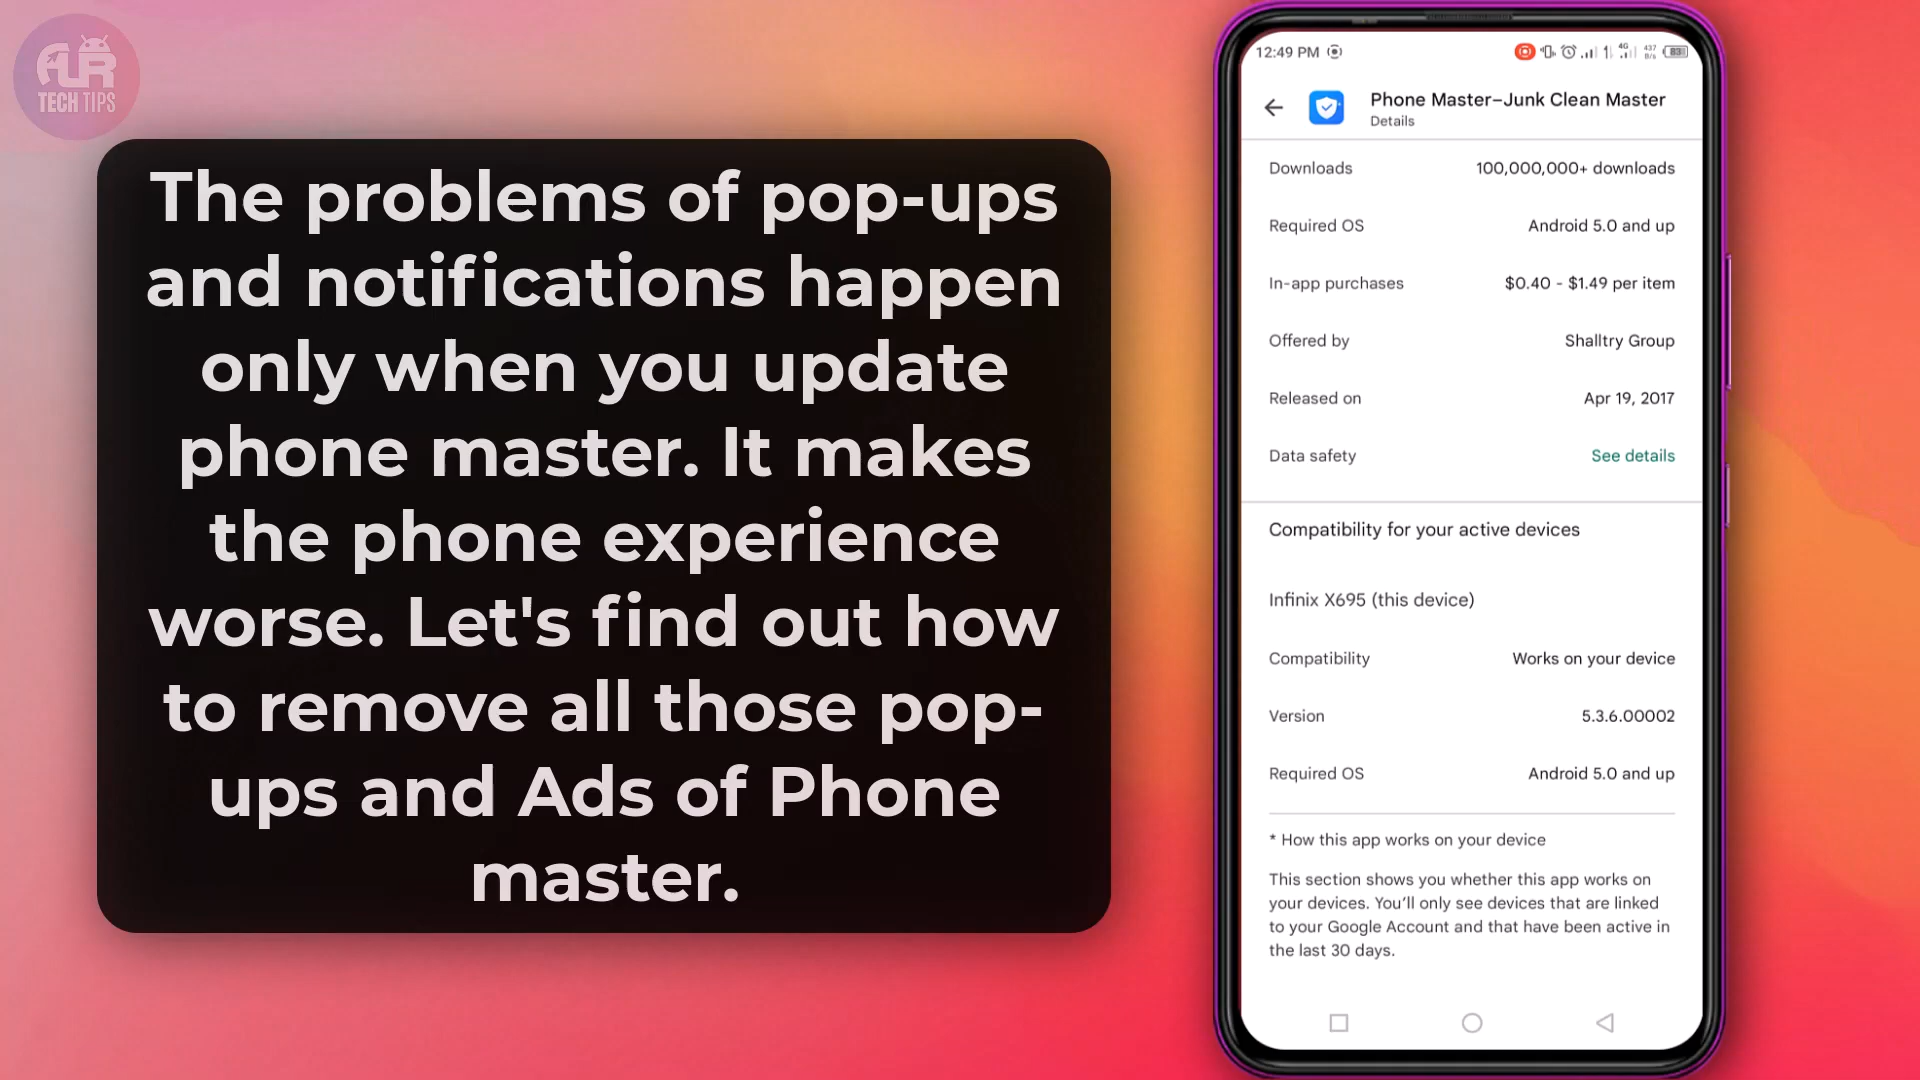 AUR
TECH TIPS
The problems of pop-ups
and notifications happen
only when you update
phone master. It makes
the phone experience
worse. Let's find out how
to remove all those pop-
ups and Ads of Phone
master.
12:49 PM
4G
437
B/s
83
Phone Master–Junk Clean Master
Details
Downloads 100,000,000+ downloads
Required OS Android 5.0 and up
In-app purchases $0.40 - $1.49 per item
Offered by Shalltry Group
Released on Apr 19, 2017
Data safety See details
Compatibility for your active devices
Infinix X695 (this device)
Compatibility Works on your device
Version 5.3.6.00002
Required OS Android 5.0 and up
* How this app works on your device
This section shows you whether this app works on
your devices. You’ll only see devices that are linked
to your Google Account and that have been active in
the last 30 days.